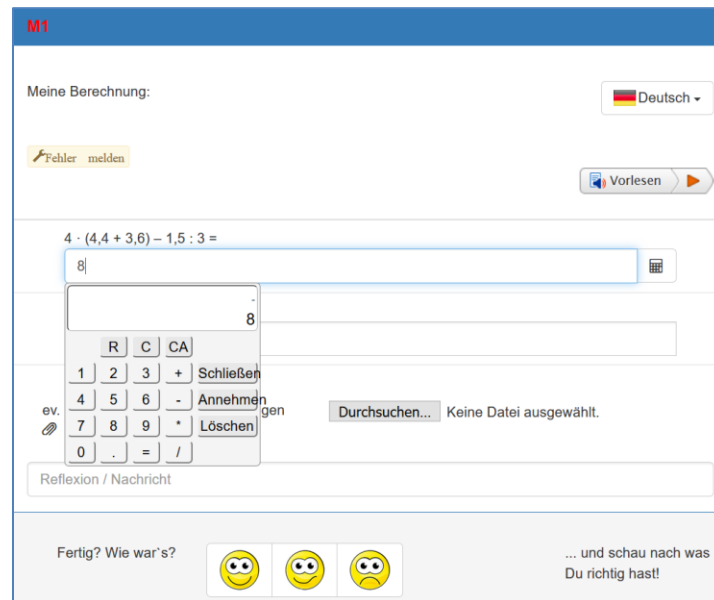 M1
Meine Berechnung:
Deutsch
Fehler melden
Vorlesen
4 · (4,4 + 3,6) – 1,5 : 3 =
8
-
8
R C CA
1 2 3 + Schließen
4 5 6 - Annehmen
ev. gen Durchsuchen... Keine Datei ausgewählt.
7 8 9 * Löschen
0 . = /
Reflexion / Nachricht
Fertig? Wie war`s?
... und schau nach was
Du richtig hast!